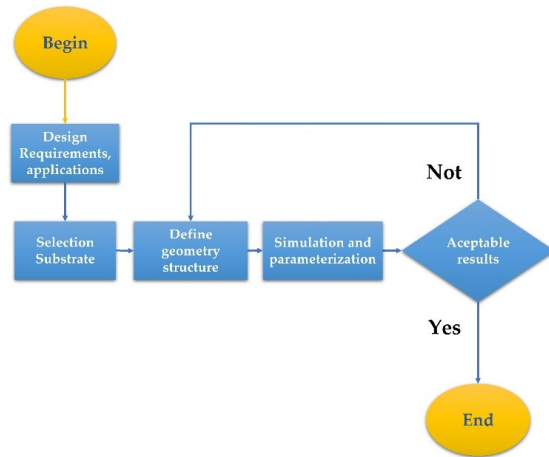 Begin
Design
Requirements,
applications
Selection
Substrate
Define
geometry
structure
Simulation and
parameterization
Aceptable
results
Not
Yes
End